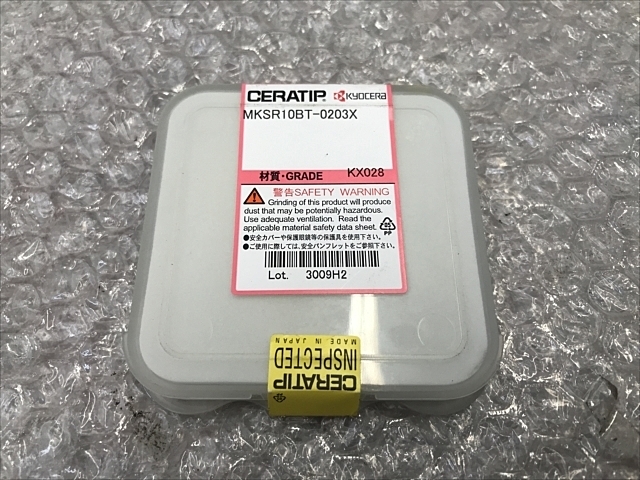 CERATIP® KYOCERA
MKSR10BT-0203X
材質・GRADE KX028
警告SAFETY WARNING
Grinding of this product will produce
dust that may be potentially hazardous.
Use adequate ventilation. Read the
applicable material safety data sheet.
PP
●安全カバーや保護眼鏡等の保護具を使用下さい。
●ご使用に際しては、安全パンフレットをご参照下さい。
Lot. 3009H2
CERATIP
INSPECTED
MADE IN JAPAN